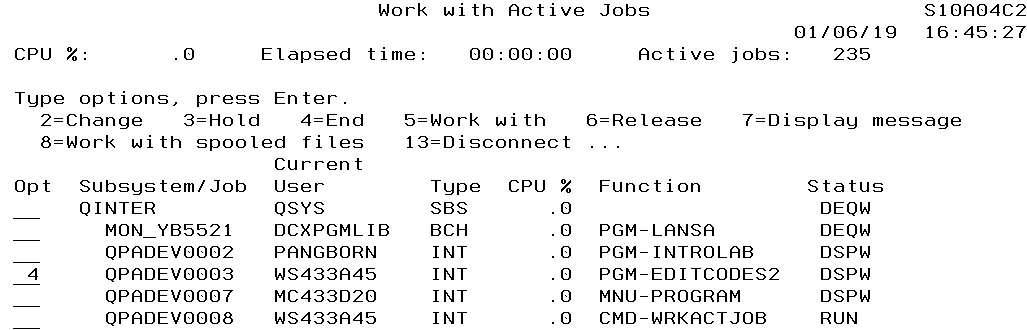 Work with Active Jobs S10A04C2
01/06/19 16:45:27
CPU %: .0 Elapsed time: 00:00:00 Active jobs: 235
Type options, press Enter.
2=Change 3=Hold 4=End 5=Work with 6=Release 7=Display message
8=Work with spooled files 13=Disconnect ...
Current
Opt Subsystem/Job User Type CPU % Function Status
__ QINTER QSYS SBS .0 DEQW
__ MON_YB5521 DCXPGMLIB BCH .0 PGM-LANSA DEQW
__ QPADEV0002 PANGBORN INT .0 PGM-INTROLAB DSPW
4 QPADEV0003 WS433A45 INT .0 PGM-EDITCODES2 DSPW
__ QPADEV0007 MC433D20 INT .0 MNU-PROGRAM DSPW
__ QPADEV0008 WS433A45 INT .0 CMD-WRKACTJOB RUN